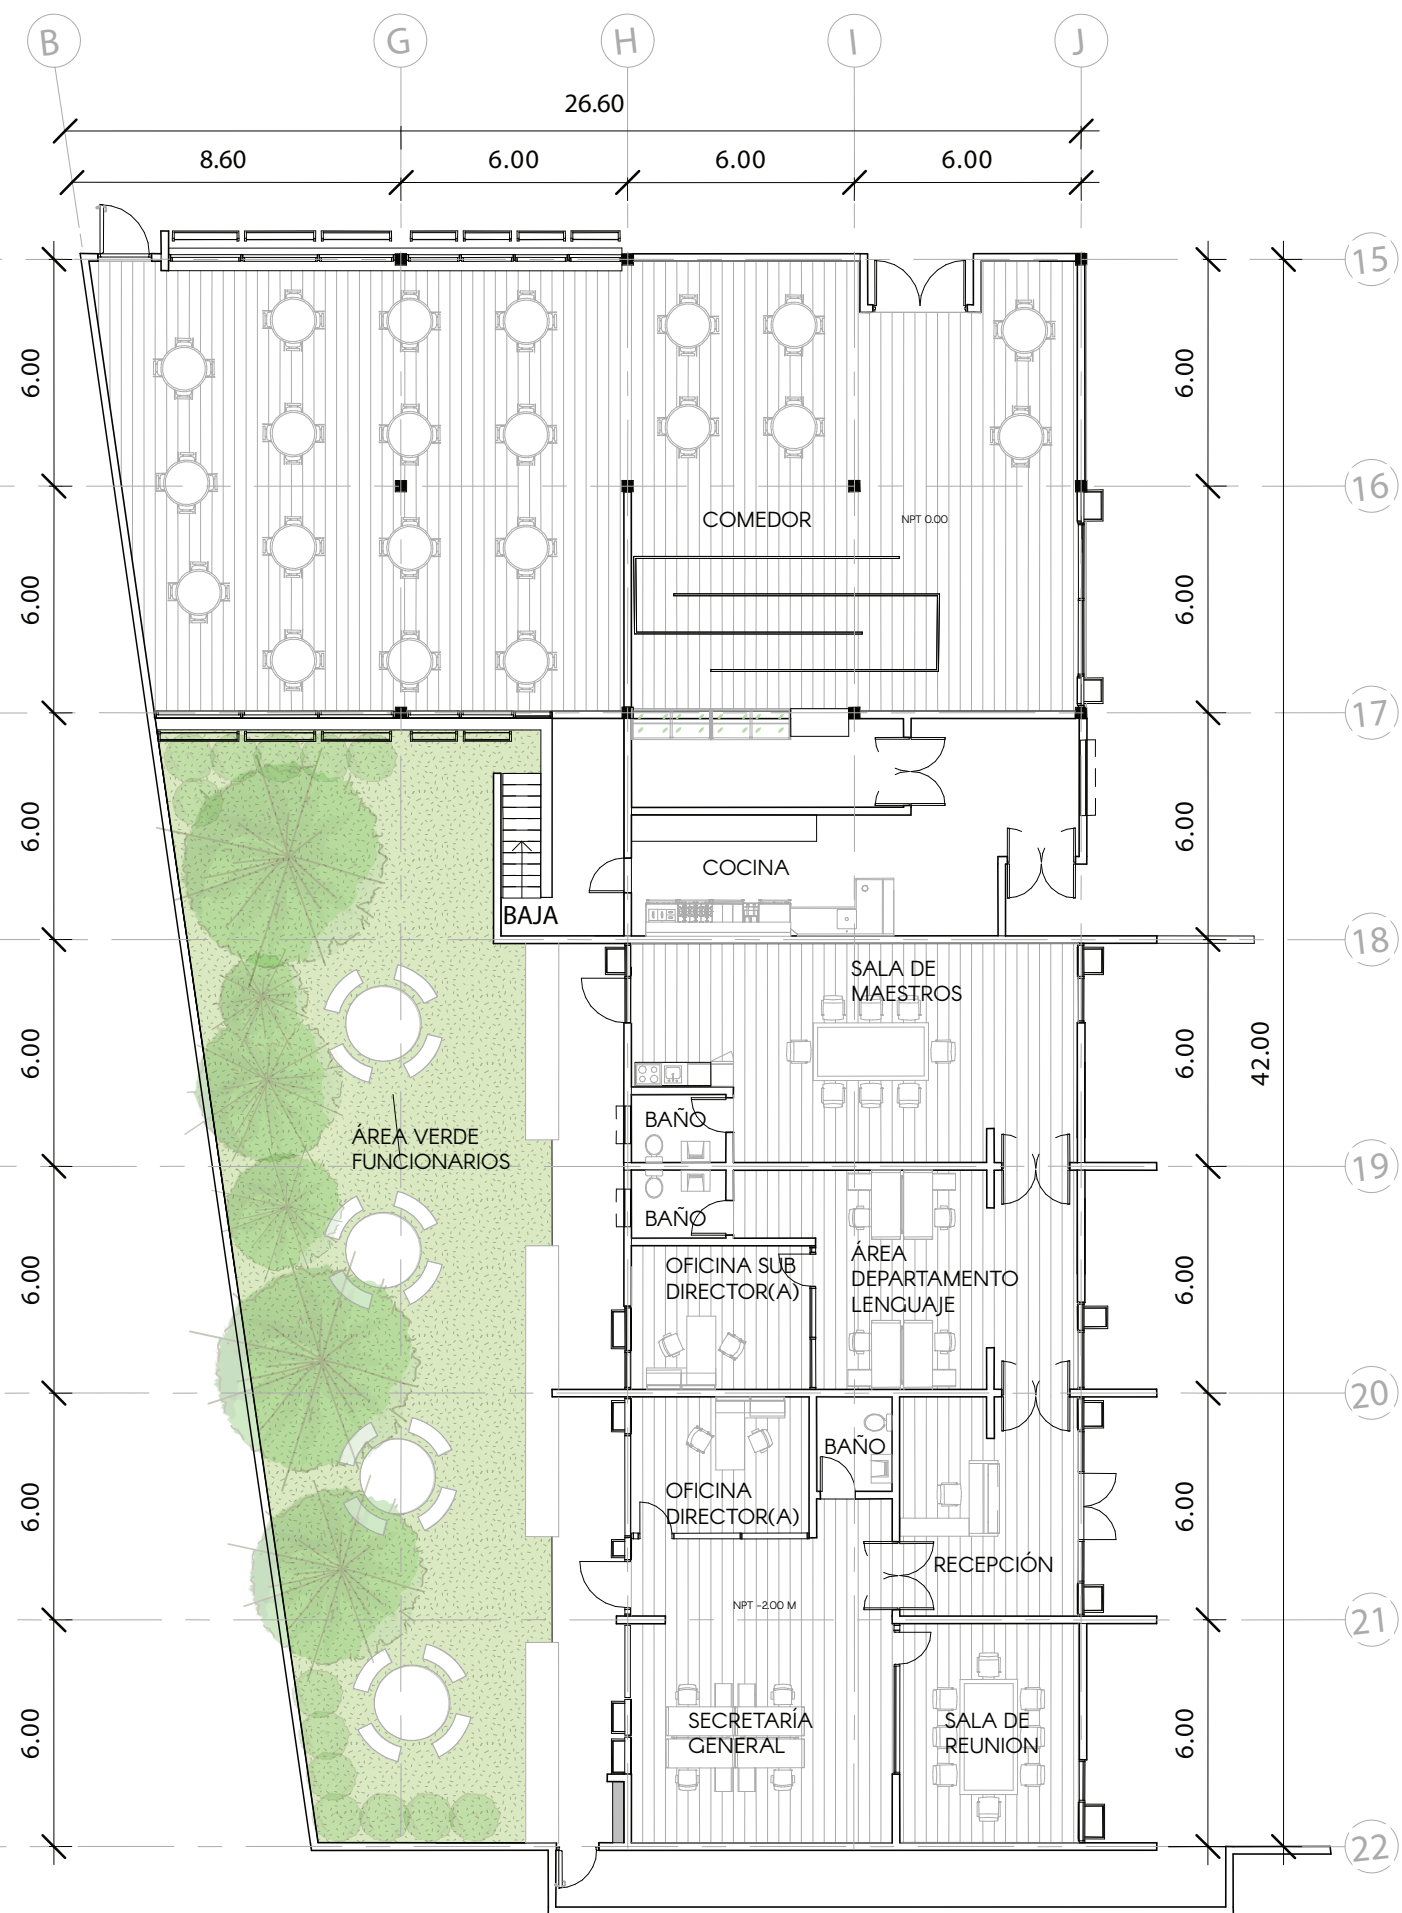 B
G
H
I
J
26.60
8.60
6.00
6.00
6.00
15
6.00
6.00
16
COMEDOR
NPT 0.00
6.00
6.00
17
6.00
6.00
COCINA
BAJA
18
SALA DE
MAESTROS
6.00
6.00
42.00
BAÑO
ÁREA VERDE
FUNCIONARIOS
19
BAÑO
OFICINA SUB
DIRECTOR(A)
ÁREA
DEPARTAMENTO
LENGUAJE
6.00
6.00
20
BAÑO
OFICINA
DIRECTOR(A)
6.00
6.00
RECEPCIÓN
NPT -2.00 M
21
SECRETARÍA
GENERAL
SALA DE
REUNION
6.00
6.00
22